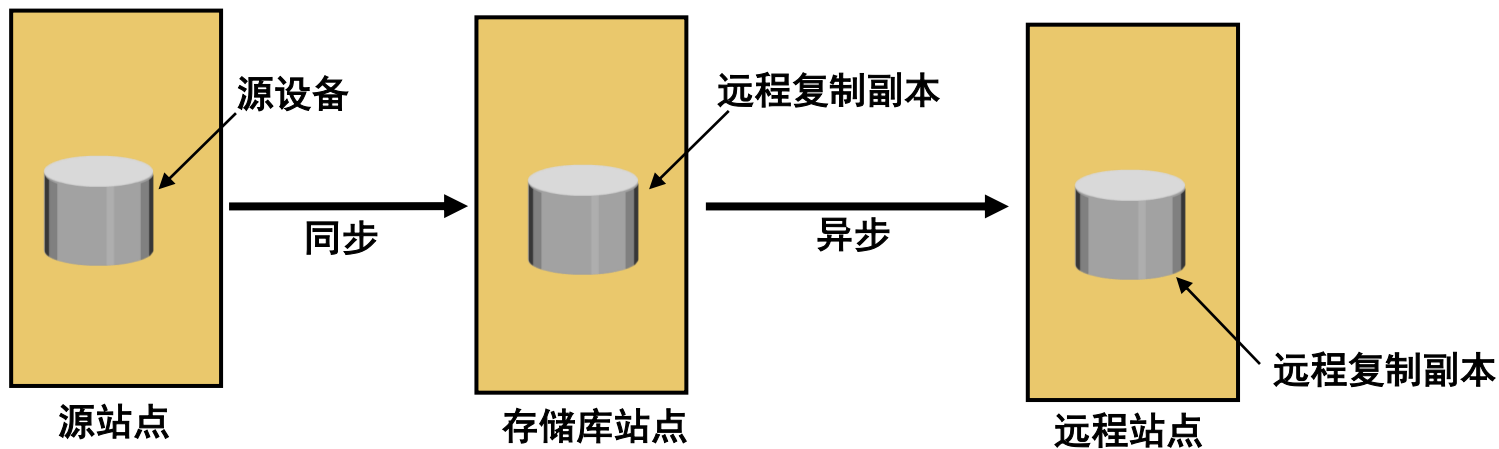 源设备
远程复制副本
同步
异步
远程复制副本
源站点
存储库站点
远程站点